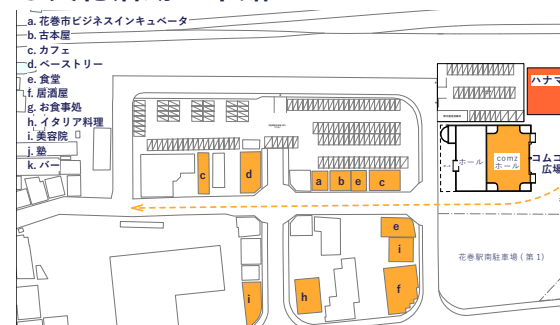 a. 花巻市ビジネスインキュベータ
b. 古本屋
c. カフェ
d. ペーストリー
e. 食堂
f. 居酒屋
g. お食事処
h. イタリア料理
i. 美容院
j. 塾
k. バー
ハナマ
コムコ
広場
ホール
comz
ホール
c
d
a
b
e
c
e
i
f
h
i
花巻駅南駐車場(第1)